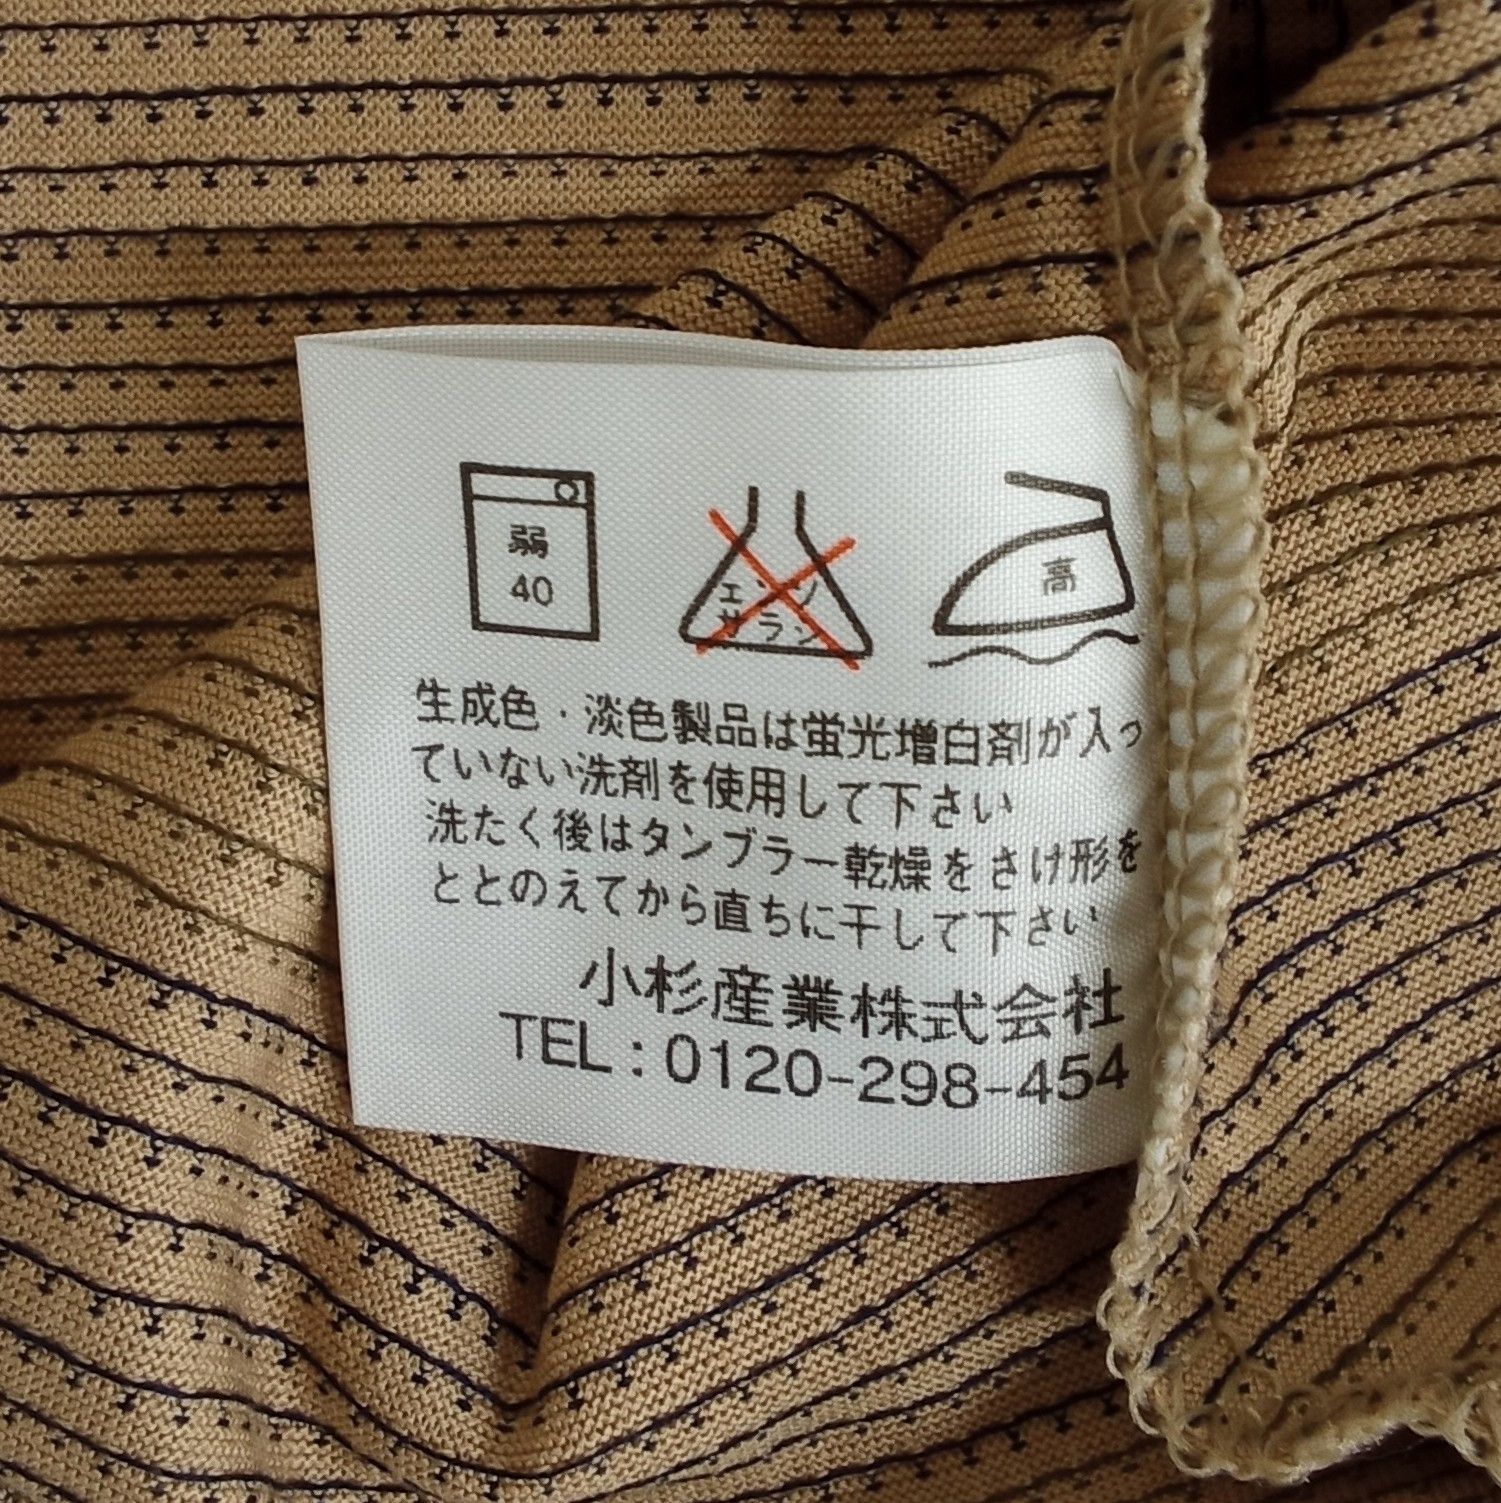 弱
40
エンソ
サラシ
高
生成色・淡色製品は蛍光増白剤が入っ
ていない洗剤を使用して下さい
洗たく後はタンブラー乾燥をさけ形を
ととのえてから直ちに干して下さい
小杉産業株式会社
TEL:0120-298-454